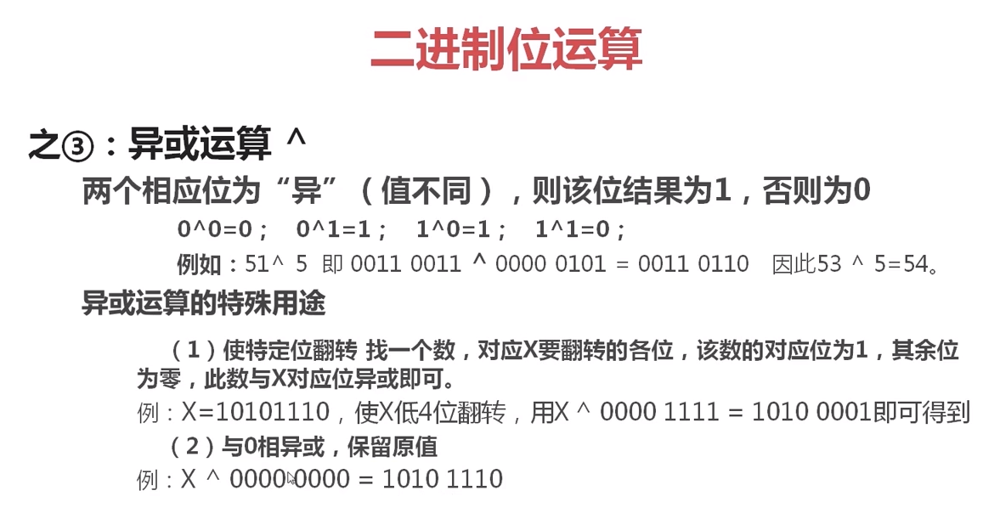 二进制位运算
之③：异或运算 ^
两个相应位为“异”（值不同），则该位结果为1，否则为0
0^0=0； 0^1=1； 1^0=1； 1^1=0；
例如：51^ 5 即 0011 0011 ^ 0000 0101 = 0011 0110 因此53 ^ 5=54。
异或运算的特殊用途
（1）使特定位翻转 找一个数，对应X要翻转的各位，该数的对应位为1，其余位
为零，此数与X对应位异或即可。
例：X=10101110，使X低4位翻转，用X ^ 0000 1111 = 1010 0001即可得到
（2）与0相异或，保留原值
例：X ^ 0000 0000 = 1010 1110